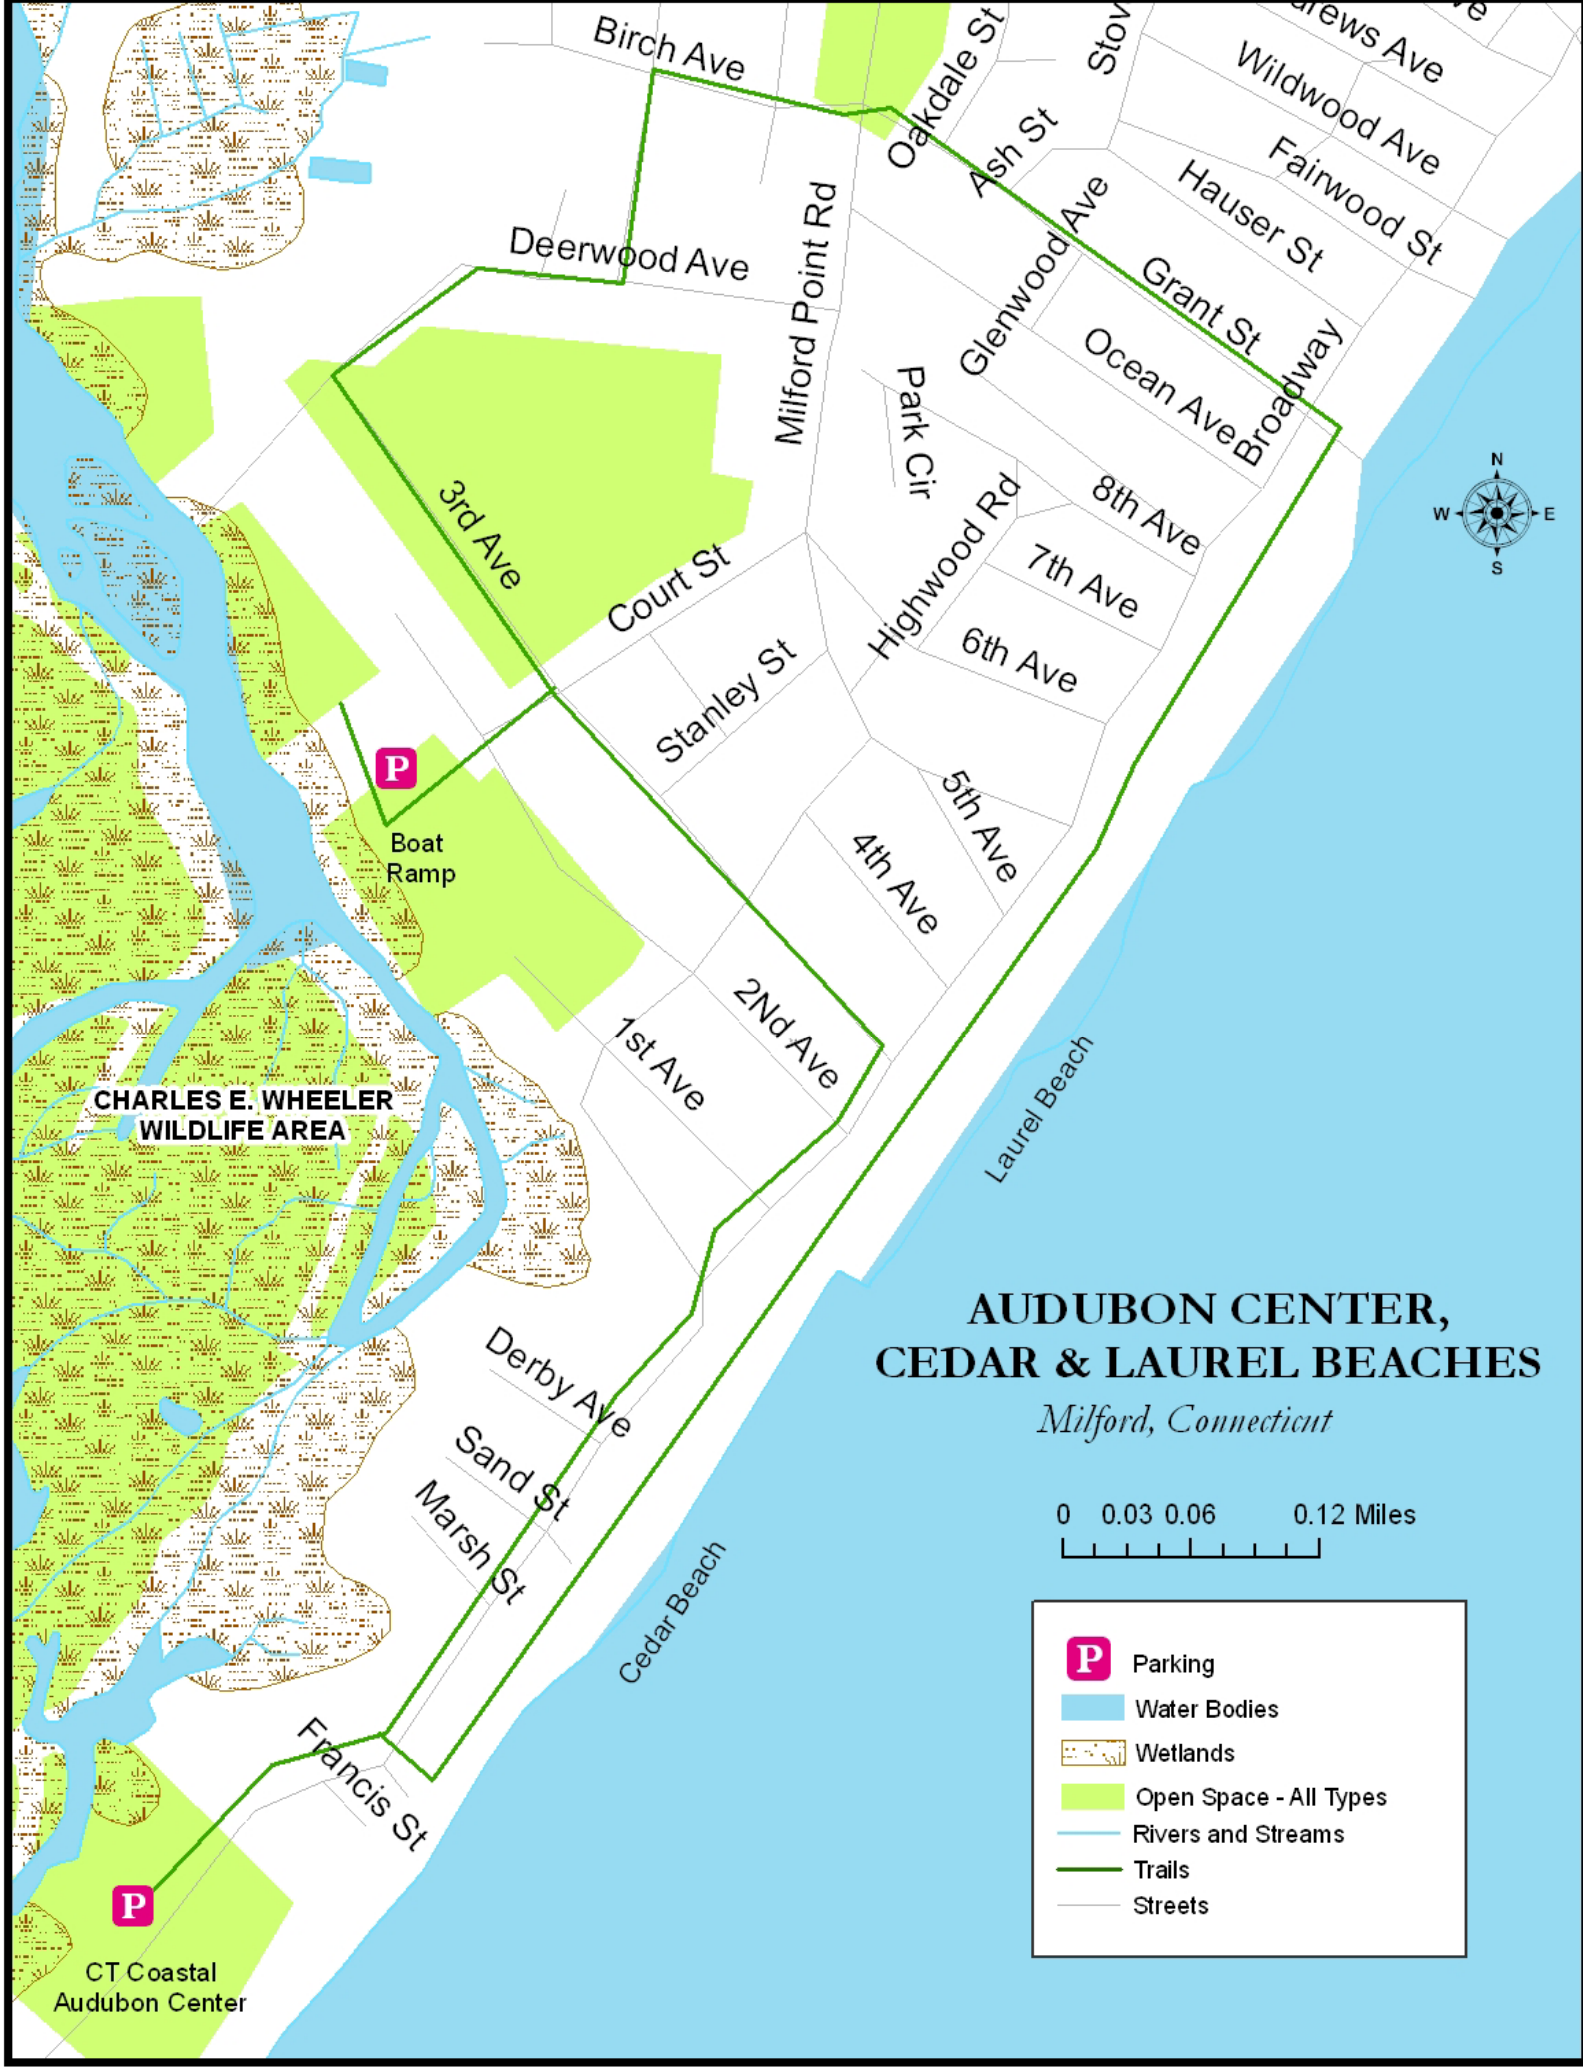 Birch Ave
Oakdale St
Stov
rews Ave
ve
Wildwood Ave
Ash St
Fairwood St
Hauser St
Milford Point Rd
Deerwood Ave
Glenwood Ave
Grant St
Ocean Ave
Broadway
Park Cir
3rd Ave
8th Ave
Highwood Rd
7th Ave
Court St
6th Ave
Stanley St
N
W
E
S
P
Boat
Ramp
5th Ave
4th Ave
2Nd Ave
1st Ave
CHARLES E. WHEELER
WILDLIFE AREA
Laurel Beach
Derby Ave
Sand St
Marsh St
Cedar Beach
Francis St
P
CT Coastal
Audubon Center
AUDUBON CENTER,
CEDAR & LAUREL BEACHES
Milford, Connecticut
0 0.03 0.06 0.12 Miles
P Parking
Water Bodies
Wetlands
Open Space - All Types
Rivers and Streams
Trails
Streets